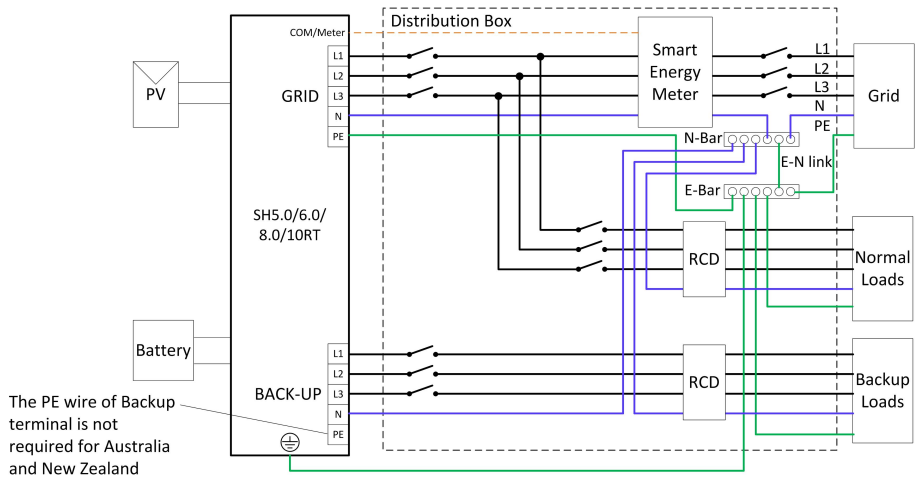 Distribution Box
COM/Meter
L1
L2
L3
N
PE
GRID
PV
Smart
Energy
Meter
L1
L2
L3
N
PE
Grid
N-Bar
E-N link
E-Bar
SH5.0/6.0/
8.0/10RT
RCD
Normal
Loads
Battery
L1
L2
L3
N
PE
BACK-UP
RCD
Backup
Loads
The PE wire of Backup
terminal is not
required for Australia
and New Zealand